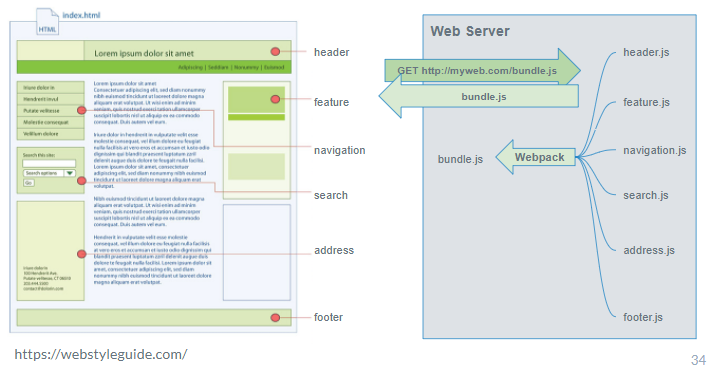 index.html
HTML
Lorem ipsum dolor sit amet
Adipiscing | Teddiam | Nonummy | Euismod
Iriure dolor in
Hendrerit invul
Putate velitesse
Molestie consequat
Vellillum dolore
Search this site:
Search options
Go
Iriure dolorin
500 Hendrerit Ave.
Putate veltesse, CT 06078
Lorem ipsum dolor sit amet
Consectetuer adipiscing elit, sed diam nonummy
nibh euismod tincidunt ut laoreet dolore magna
aliquam erat volutpat. Ut wisi enim ad minim
veniam, quis nostrud exerci tation ullamcorper
suscipit lobortis nisl ut aliquip ex ea commodo
consequat. Duis autem vel eum.
Iriure dolor in hendrerit in vulputate velit esse
molestie consequat, vel illum dolore eu feugiat nulla
facilisis at vero eros et accumsan et iusto odio
dignissim qui blandit praesent luptatum zzril
delenit augue duis dolore te feugait nulla facilisi.
Lorem ipsum dolor sit amet, consectetuer
adipiscing elit, sed diam nonummy nibh euismod
tincidunt ut laoreet dolore magna aliquam erat
volutpat.
Nibh euismod tincidunt ut laoreet dolore magna
aliquam erat volutpat. Ut wisi enim ad minim
veniam, quis nostrud exerci tation ullamcorper
suscipit lobortis nisl ut aliquip ex ea commodo
consequat. Duis autem vel eum.
Hendrerit in vulputate velit esse molestie
consequat, vel illum dolore eu feugiat nulla facilisis
at vero eros et accumsan et iusto odio dignissim qui
blandit praesent luptatum zzril delenit augue duis
dolore te feugait nulla facilisi. Lorem ipsum dolor sit
amet, consectetuer adipiscing elit, sed diam
nonummy nibh euismod tincidunt ut laoreet dolore
magna aliquam erat volutpat.
header
feature
navigation
search
address
footer
Web Server
GET http://myweb.com/bundle.js
bundle.js
bundle.js
Webpack
header.js
feature.js
navigation.js
search.js
address.js
footer.js
https://webstyleguide.com/
34